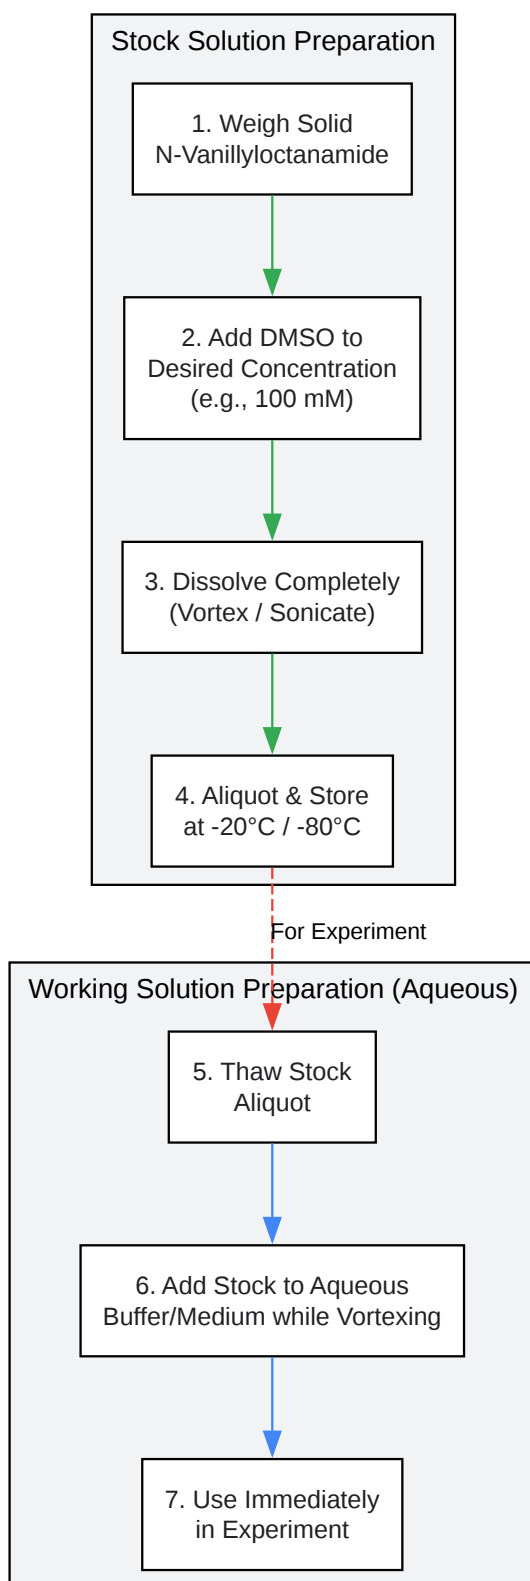 Stock Solution Preparation
1. Weigh Solid
N-Vanillyloctanamide
2. Add DMSO to
Desired Concentration
(e.g., 100 mM)
3. Dissolve Completely
(Vortex / Sonicate)
4. Aliquot & Store
at -20°C / -80°C
For Experiment
Working Solution Preparation (Aqueous)
5. Thaw Stock
Aliquot
6. Add Stock to Aqueous
Buffer/Medium while Vortexing
7. Use Immediately
in Experiment